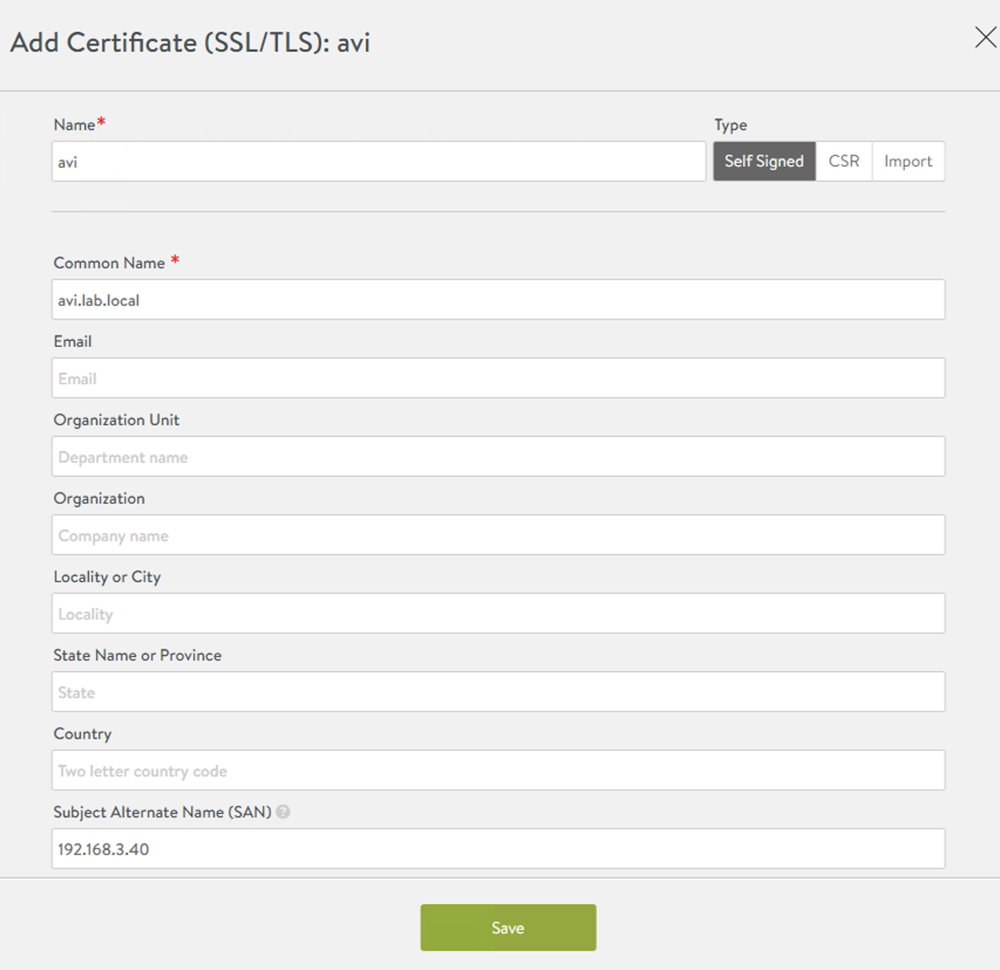 Add Certificate (SSL/TLS): avi
Name*
Type
avi
Self Signed
CSR
Import
Common Name *
avi.lab.local
Email
Email
Organization Unit
Department name
Organization
Company name
Locality or City
Locality
State Name or Province
State
Country
Two letter country code
Subject Alternate Name (SAN) ?
192.168.3.40
Save